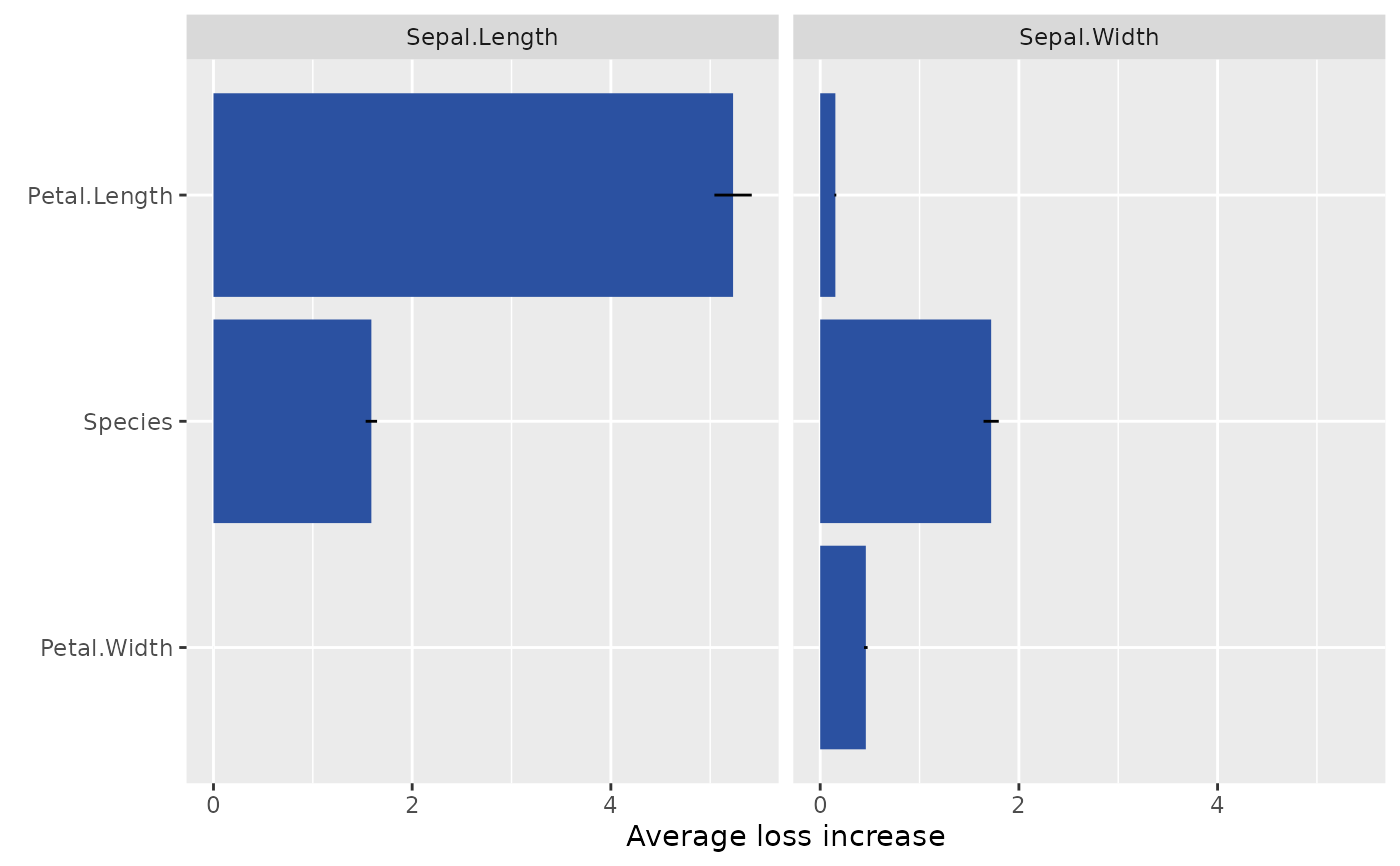 Sepal.Length
Sepal.Width
Petal.Length
Species
Petal.Width
0 2 4
0 2 4
Average loss increase